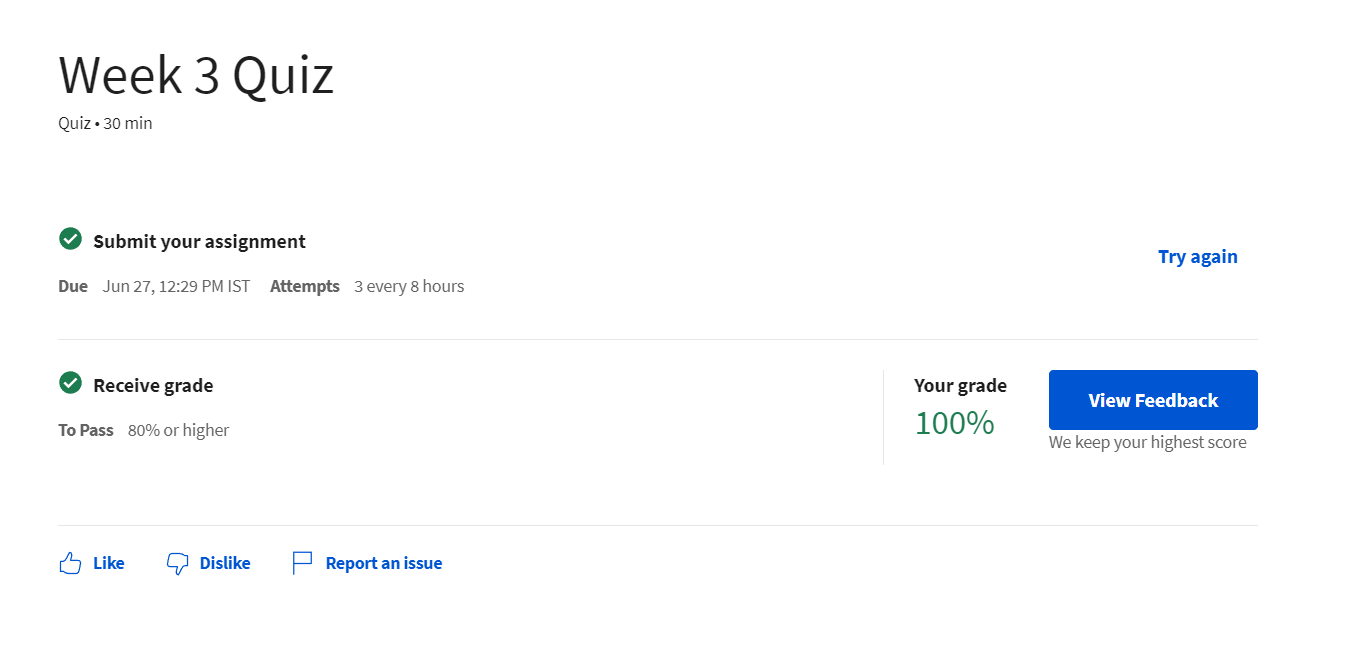 Week 3 Quiz
Quiz • 30 min
Submit your assignment
Try again
Due Jun 27, 12:29 PM IST Attempts 3 every 8 hours
Receive grade
To Pass 80% or higher
Your grade
100%
View Feedback
We keep your highest score
Like Dislike Report an issue